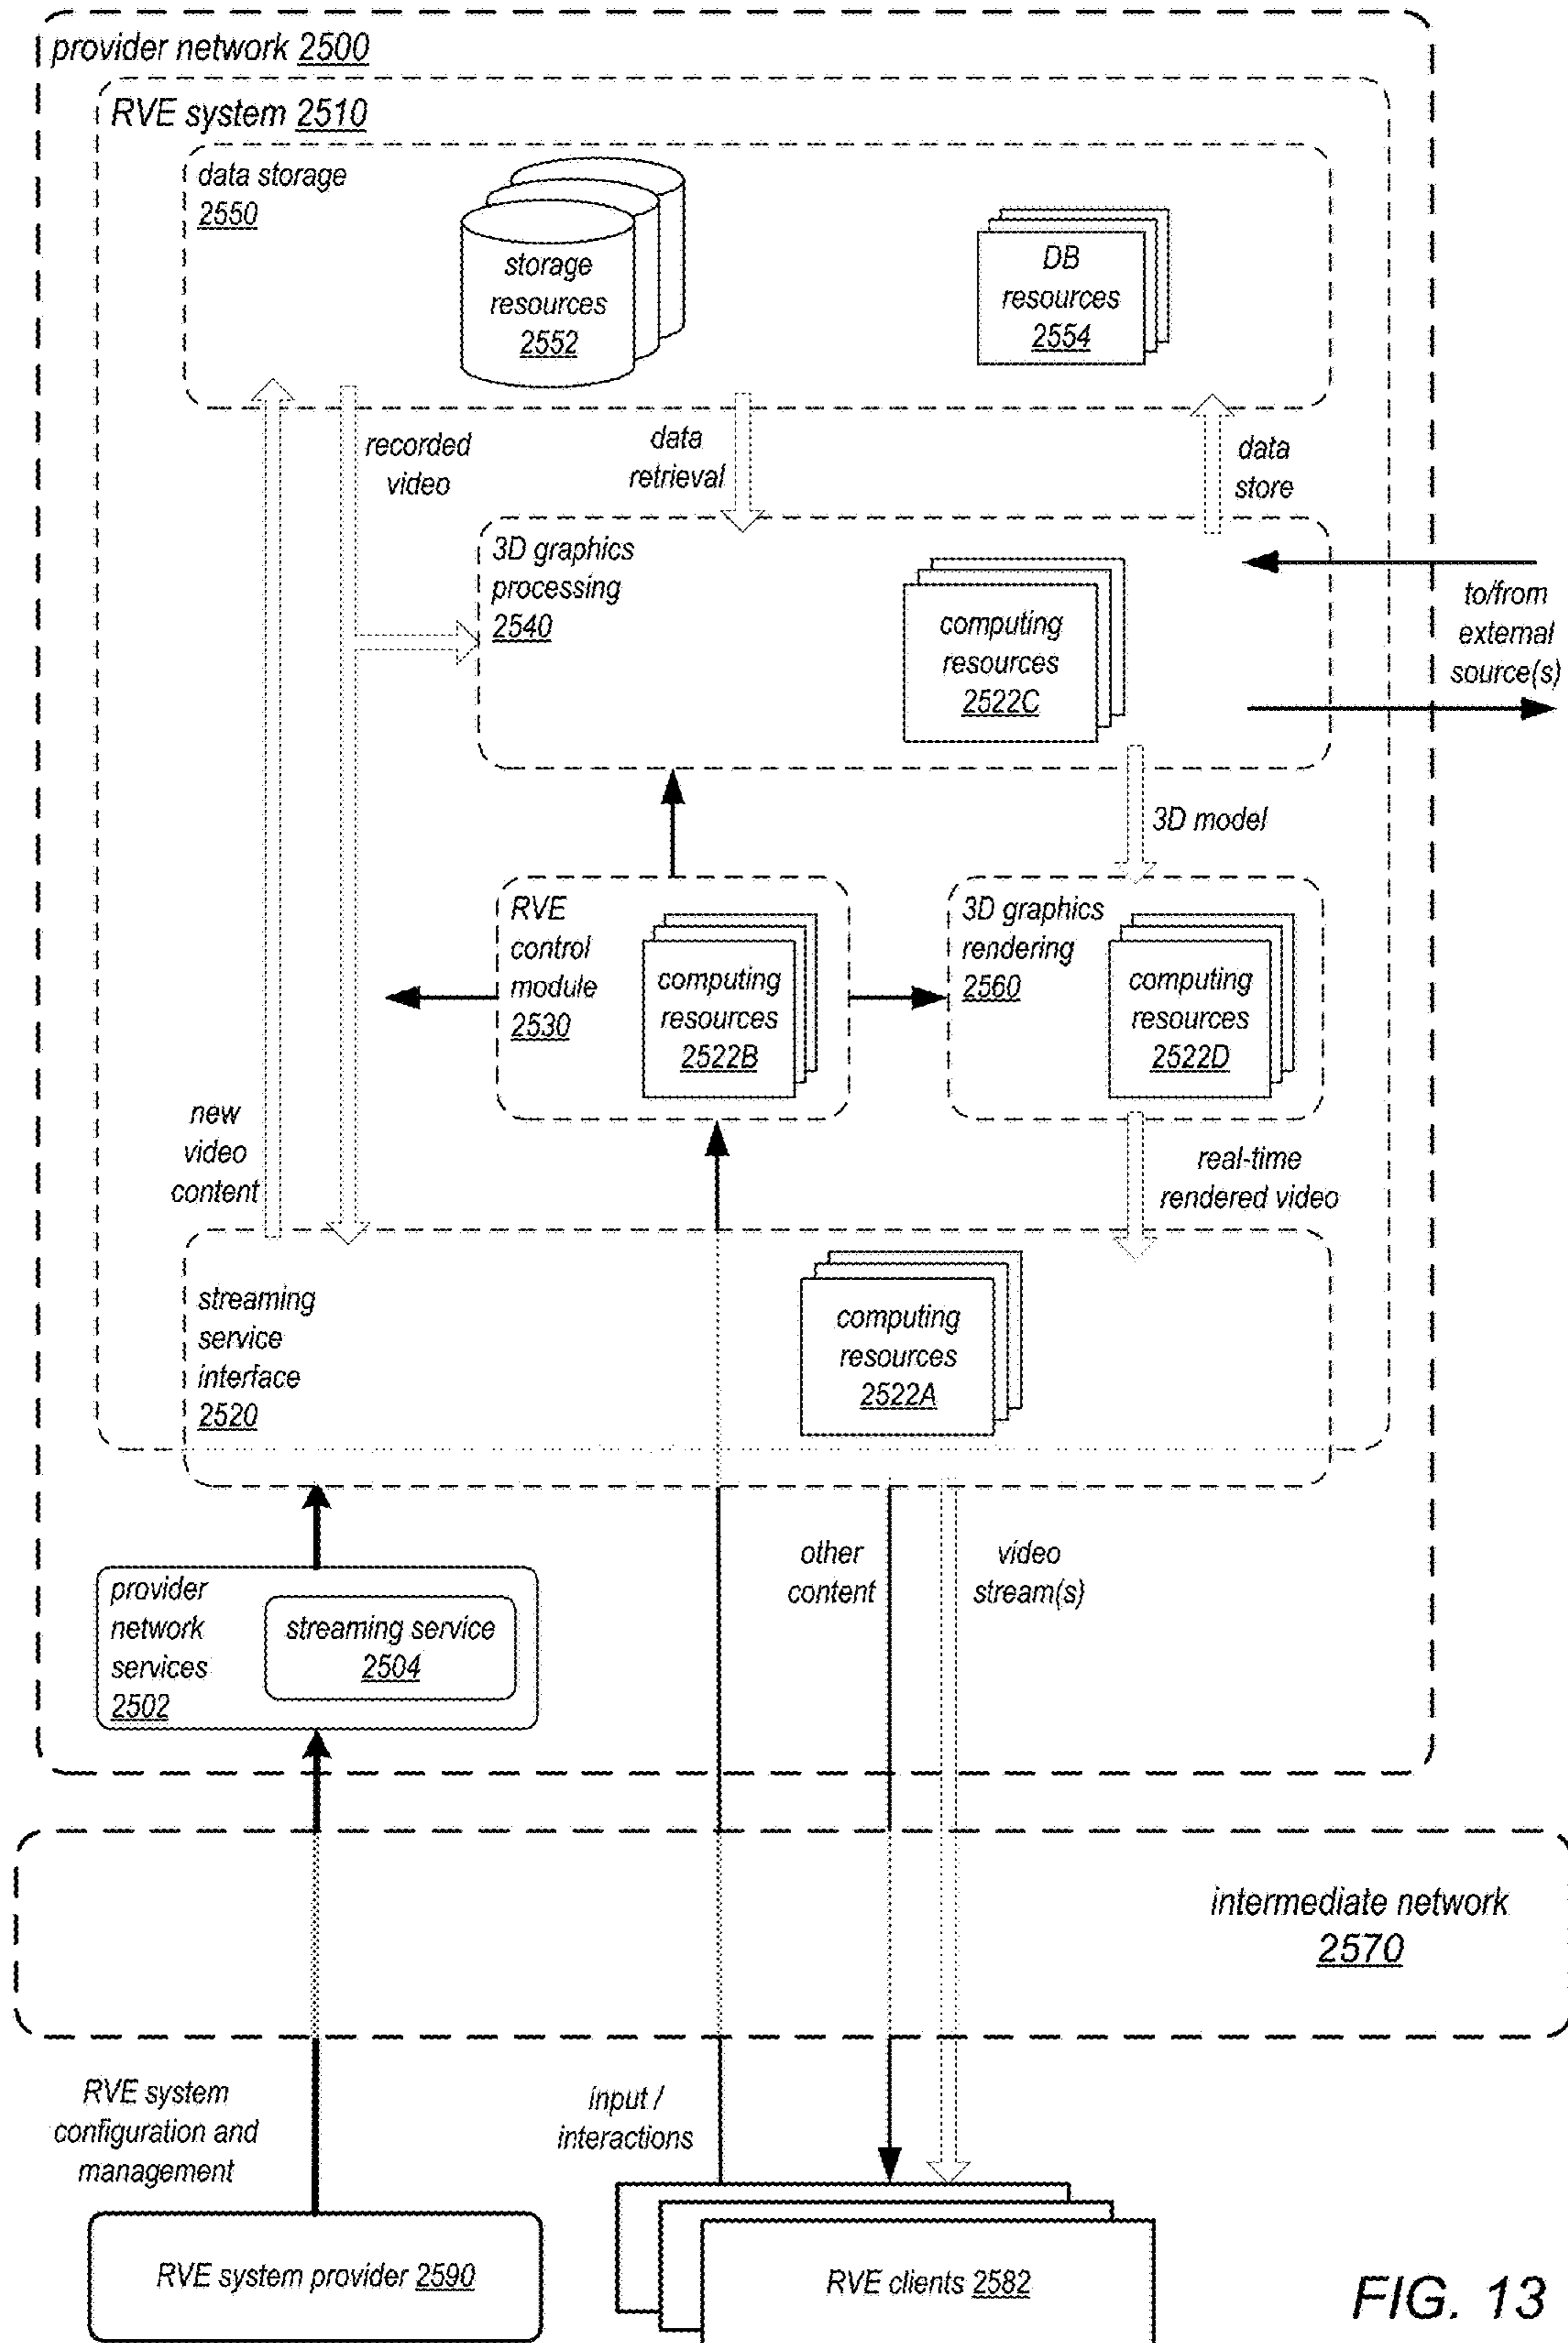 provider network 2500
RVE system 2510
data storage
2550
storage
resources
2552
DB
resources
2554
recorded
video
data
retrieval
data
store
3D graphics
processing
2540
computing
resources
2522C
to/from
external
source(s)
3D model
RVE
control
module
2530
computing
resources
2522B
3D graphics
rendering
2560
computing
resources
2522D
new
video
content
real-time
rendered video
streaming
service
interface
2520
computing
resources
2522A
provider
network
services
2502
streaming service
2504
other
content
video
stream(s)
intermediate network
2570
RVE system
configuration and
management
input /
interactions
RVE system provider 2590
RVE clients 2582
FIG. 13